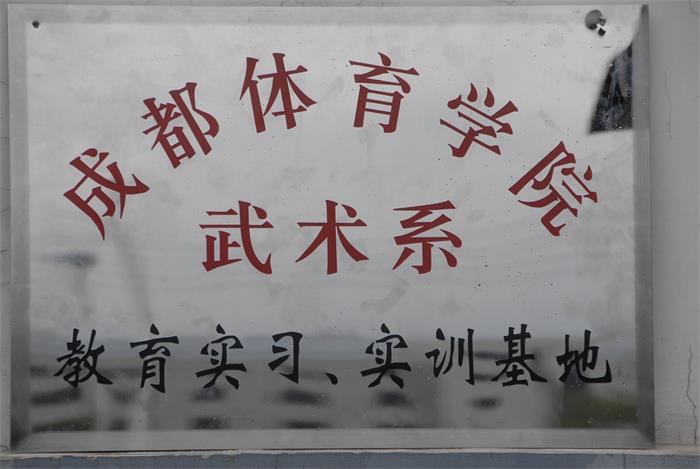 成都体育学院
武术系
教育实习、实训基地